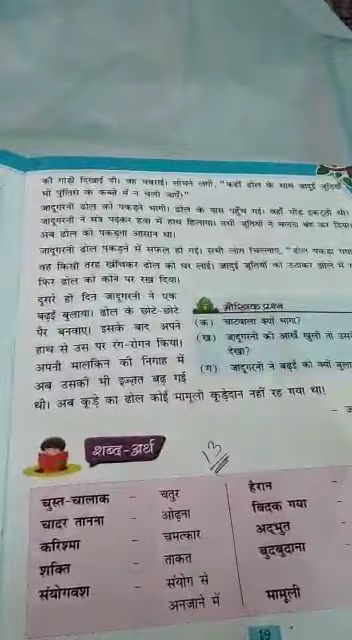 की गाड़ी दिखाई दी। वह घबराई। सोचने लगी, "कहीं ढोल के साथ जादुई जूतियाँ
भी पुलिस के कब्जे में न चली जाएँ।"
जादूगरनी ढोल को पकड़ने भागी। ढोल के पास पहुँच गई। वहाँ भीड़ इकट्ठी थी।
जादूगरनी ने मंत्र पढ़कर हवा में हाथ हिलाया। तभी जूतियों ने चलना बंद कर दिया।
अब ढोल को पकड़ना आसान था।
जादूगरनी ढोल पकड़ने में सफल हो गई। सभी लोग चिल्लाए, "ढोल पकड़ा गया
वह किसी तरह खींचकर ढोल को घर लाई। जादुई जूतियों को उठाकर झोले में
फिर ढोल को कोने पर रख दिया।
दूसरे ही दिन जादूगरनी ने एक
बढ़ई बुलाया। ढोल के छोटे-छोटे
पैर बनवाए। इसके बाद अपने
हाथ से उस पर रंग-रोगन किया।
अपनी मालकिन की निगाह में
अब उसकी भी इज्ज़त बढ़ गई
थी। अब कूड़े का ढोल कोई मामूली कूड़ेदान नहीं रह गया था!
मौखिक प्रश्न
(क) चाटवाला क्यों भागा?
(ख) जादूगरनी की आँखें खुलीं तो उसने
देखा?
(ग) जादूगरनी ने बढ़ई को क्यों बुला
शब्द-अर्थ
13
चुस्त-चालाक - चतुर
चादर तानना - ओढ़ना
करिश्मा - चमत्कार
शक्ति - ताकत
संयोगवश - संयोग से
अनजाने में
हैरान -
बिदक गया -
अद्भुत -
बुदबुदाना -
मामूली -
19